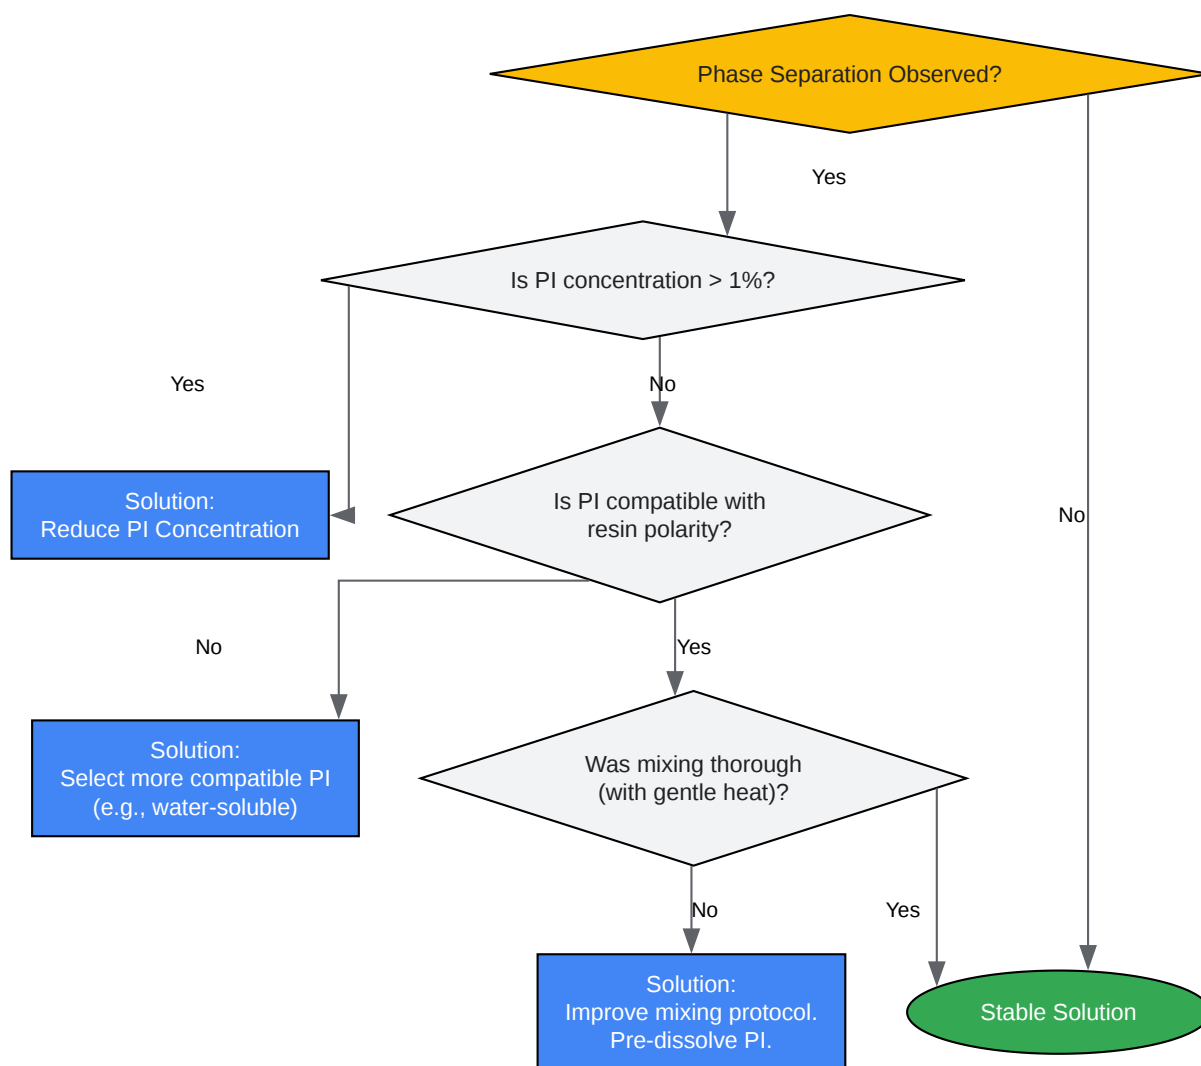 Phase Separation Observed?
Yes
Is PI concentration > 1%?
Yes
No
Solution:
Reduce PI Concentration
Is PI compatible with
resin polarity?
No
No
Yes
Solution:
Select more compatible PI
(e.g., water-soluble)
Was mixing thorough
(with gentle heat)?
No
Yes
Solution:
Improve mixing protocol.
Pre-dissolve PI.
Stable Solution